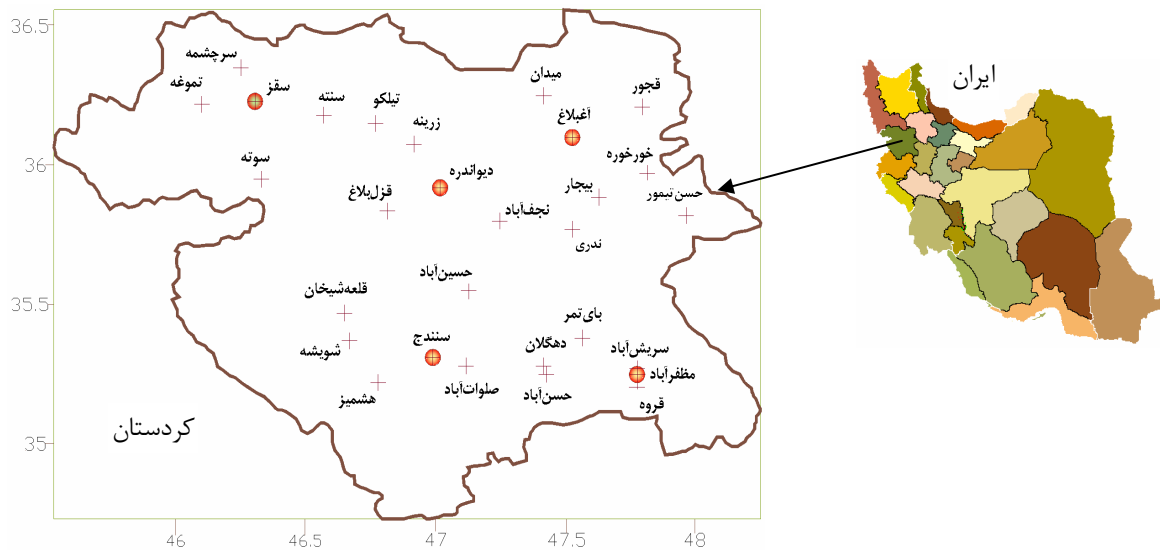 36.5
سرچشمه
تموغه
سقز
سنته
تیلکو
زرینه
میدان
قجور
آغبلاغ
ایران
36
سوته
دیواندره
قزل‌بلاغ
بیجار
خورخوره
حسن‌تیمور
نجف‌آباد
ندری
حسین‌آباد
35.5
قلعه‌شیخان
شویشه
سنندج
بای‌تمر
دهگلان
سریش‌آباد
مظفرآباد
هشمیز
صلوات‌آباد
حسن‌آباد
قروه
35
کردستان
46
46.5
47
47.5
48